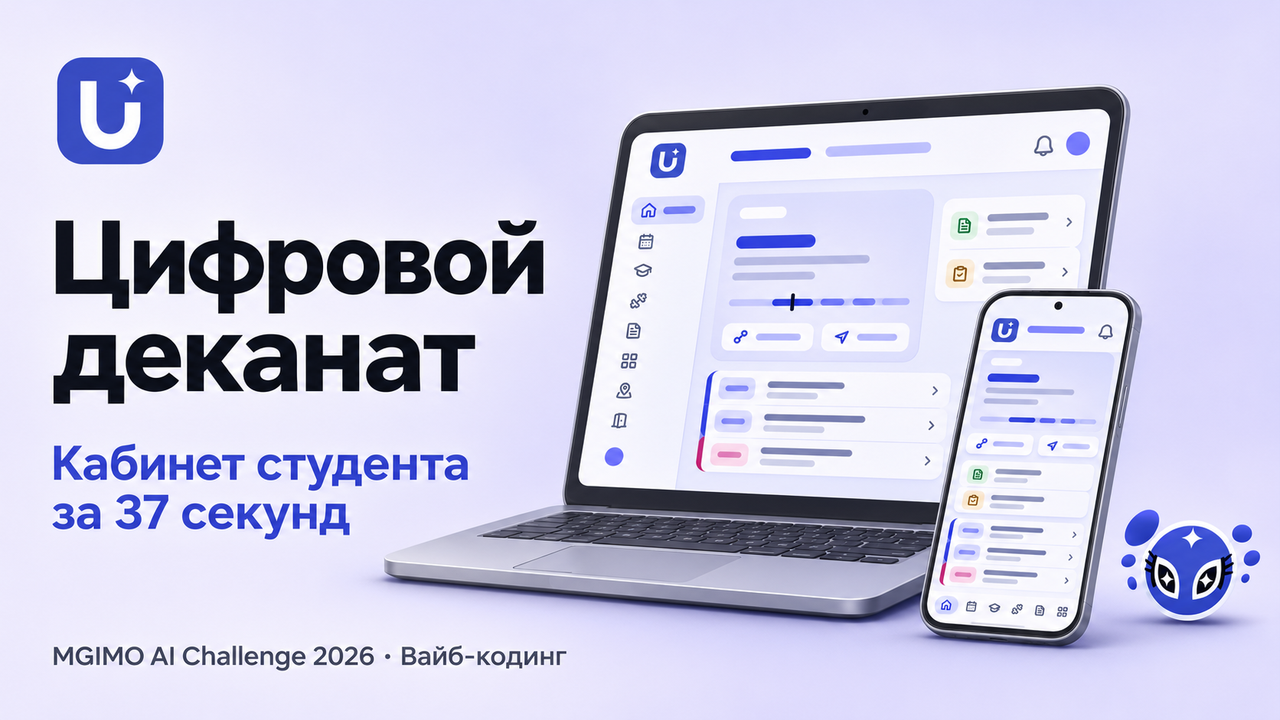 U
Цифровой
деканат
Кабинет студента
за 37 секунд
MGIMO AI Challenge 2026 · Вайб-кодинг
U
U